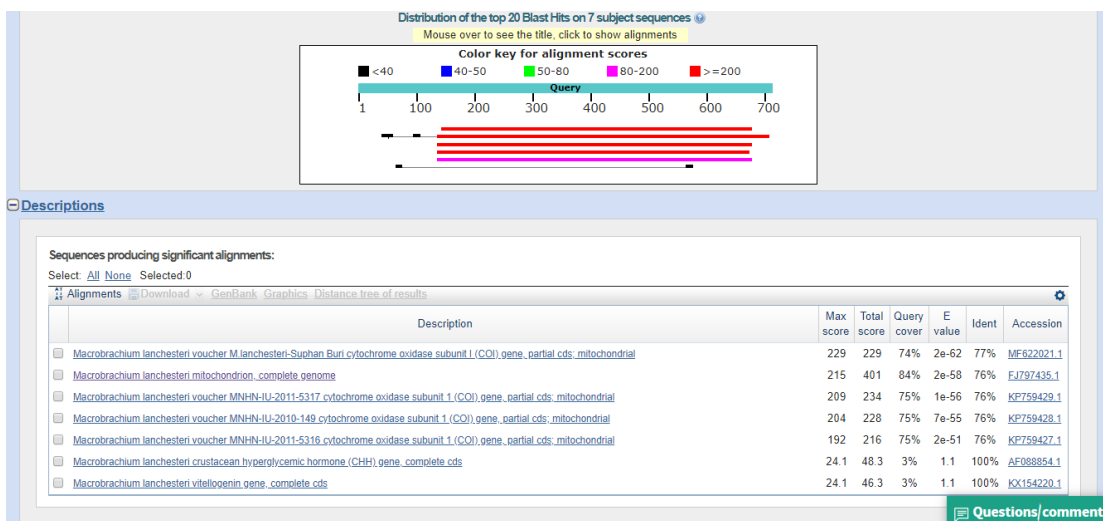 Distribution of the top 20 Blast Hits on 7 subject sequences
Mouse over to see the title, click to show alignments
Color key for alignment scores
<40 40-50 50-80 80-200 >=200
Query
1 100 200 300 400 500 600 700
Descriptions
Sequences producing significant alignments:
Select: All None Selected:0
Alignments Download GenBank Graphics Distance tree of results
Description Max score Total score Query cover E value Ident Accession
Macrobrachium lanchesteri voucher M.lanchesteri-Suphan Buri cytochrome oxidase subunit I (COI) gene, partial cds; mitochondrial 229 229 74% 2e-62 77% MF622021.1
Macrobrachium lanchesteri mitochondrion, complete genome 215 401 84% 2e-58 76% FJ797435.1
Macrobrachium lanchesteri voucher MNHN-IU-2011-5317 cytochrome oxidase subunit 1 (COI) gene, partial cds; mitochondrial 209 234 75% 1e-56 76% KP759429.1
Macrobrachium lanchesteri voucher MNHN-IU-2010-149 cytochrome oxidase subunit 1 (COI) gene, partial cds; mitochondrial 204 228 75% 7e-55 76% KP759428.1
Macrobrachium lanchesteri voucher MNHN-IU-2011-5316 cytochrome oxidase subunit 1 (COI) gene, partial cds; mitochondrial 192 216 75% 2e-51 76% KP759427.1
Macrobrachium lanchesteri crustacean hyperglycemic hormone (CHH) gene, complete cds 24.1 48.3 3% 1.1 100% AF088854.1
Macrobrachium lanchesteri vitellogenin gene, complete cds 24.1 46.3 3% 1.1 100% KX154220.1
Questions/comment